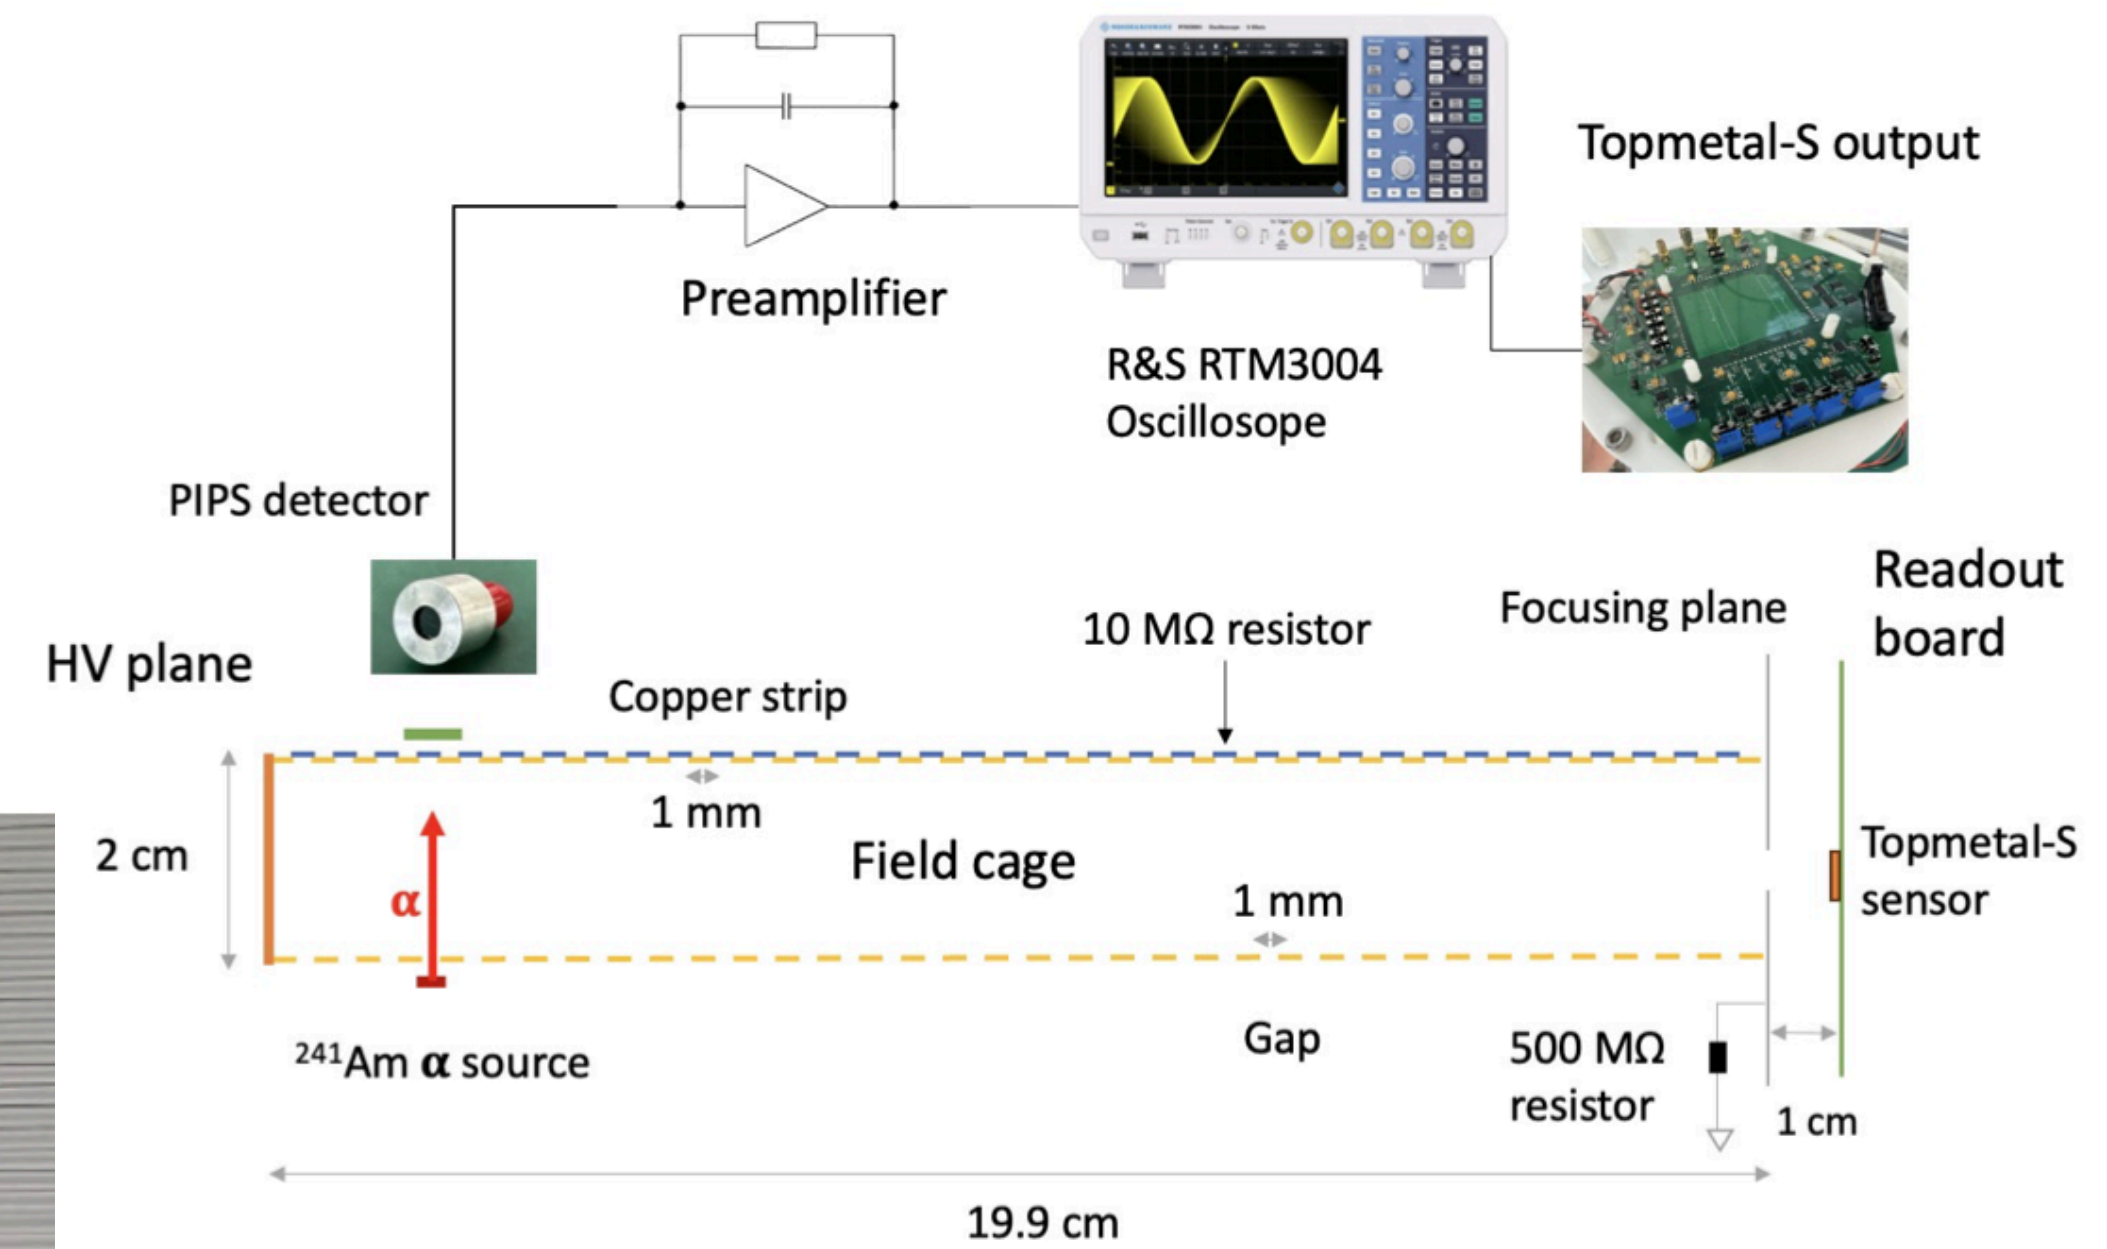 Topmetal-S output
Preamplifier
R&S RTM3004
Oscillosope
PIPS detector
HV plane
Copper strip
10 MΩ resistor
Focusing plane
Readout
board
1 mm
2 cm
α
Field cage
1 mm
Topmetal-S
sensor
²⁴¹Am α source
Gap
500 MΩ
resistor
1 cm
19.9 cm